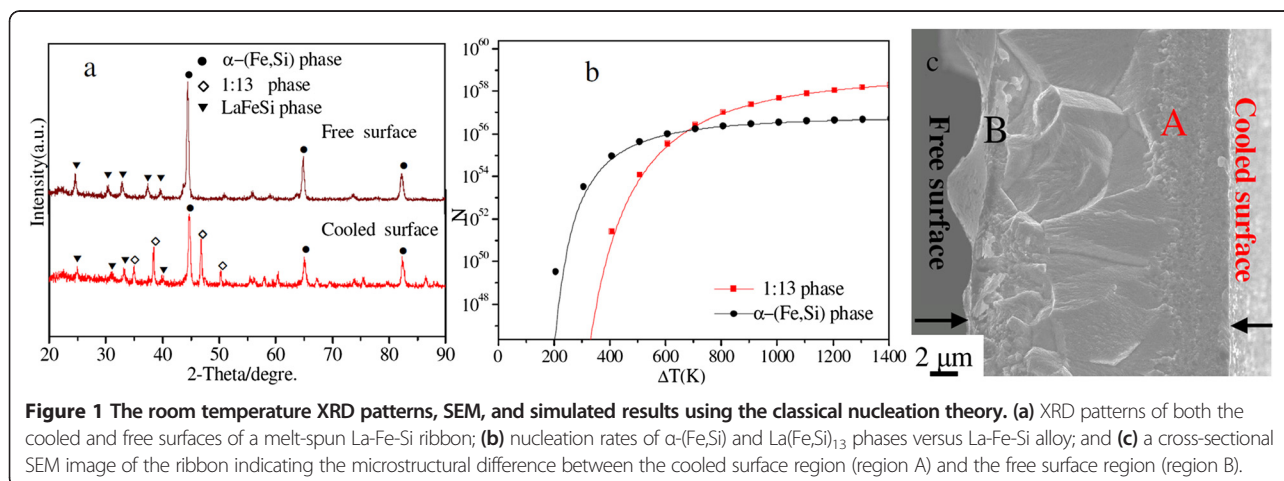 a
● α-(Fe,Si) phase
◇ 1:13 phase
▼ LaFeSi phase
Free surface
Cooled surface
Intensity(a.u.)
20 30 40 50 60 70 80 90
2-Theta/degre.
b
10^60
10^58
10^56
10^54
10^52
10^50
10^48
N
1:13 phase
α-(Fe,Si) phase
0 200 400 600 800 1000 1200 1400
ΔT(K)
c
Free surface
B
A
Cooled surface
2 μm
Figure 1 The room temperature XRD patterns, SEM, and simulated results using the classical nucleation theory. (a) XRD patterns of both the
cooled and free surfaces of a melt-spun La-Fe-Si ribbon; (b) nucleation rates of α-(Fe,Si) and La(Fe,Si)13 phases versus La-Fe-Si alloy; and (c) a cross-sectional
SEM image of the ribbon indicating the microstructural difference between the cooled surface region (region A) and the free surface region (region B).